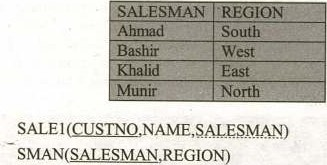 SALESMAN REGION
Ahmad South
Bashir West
Khalid East
Munir North
SALE1(CUSTNO,NAME,SALESMAN)
SMAN(SALESMAN,REGION)